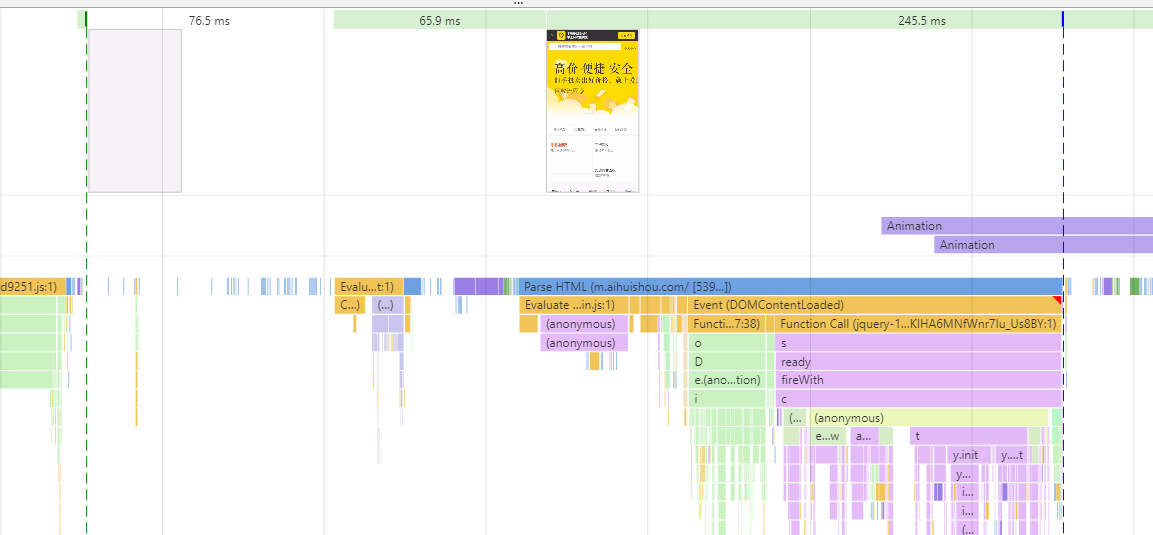 ...
76.5 ms
65.9 ms
245.5 ms
高价 便捷 安全
Animation
Animation
d9251.js:1)
Evalu...t:1)
Parse HTML (m.aihuishou.com/ [539...])
C...)
(...)
Evaluate ...in.js:1)
Event (DOMContentLoaded)
(anonymous)
Functi...7:38)
Function Call (jquery-1...KIHA6MNfWnr7Iu_Us8BY:1)
(anonymous)
o
s
D
ready
e.(ano...tion)
fireWith
i
c
(...
(anonymous)
e...w
a...
t
y.init
y....t
y...
i...
i...
(...